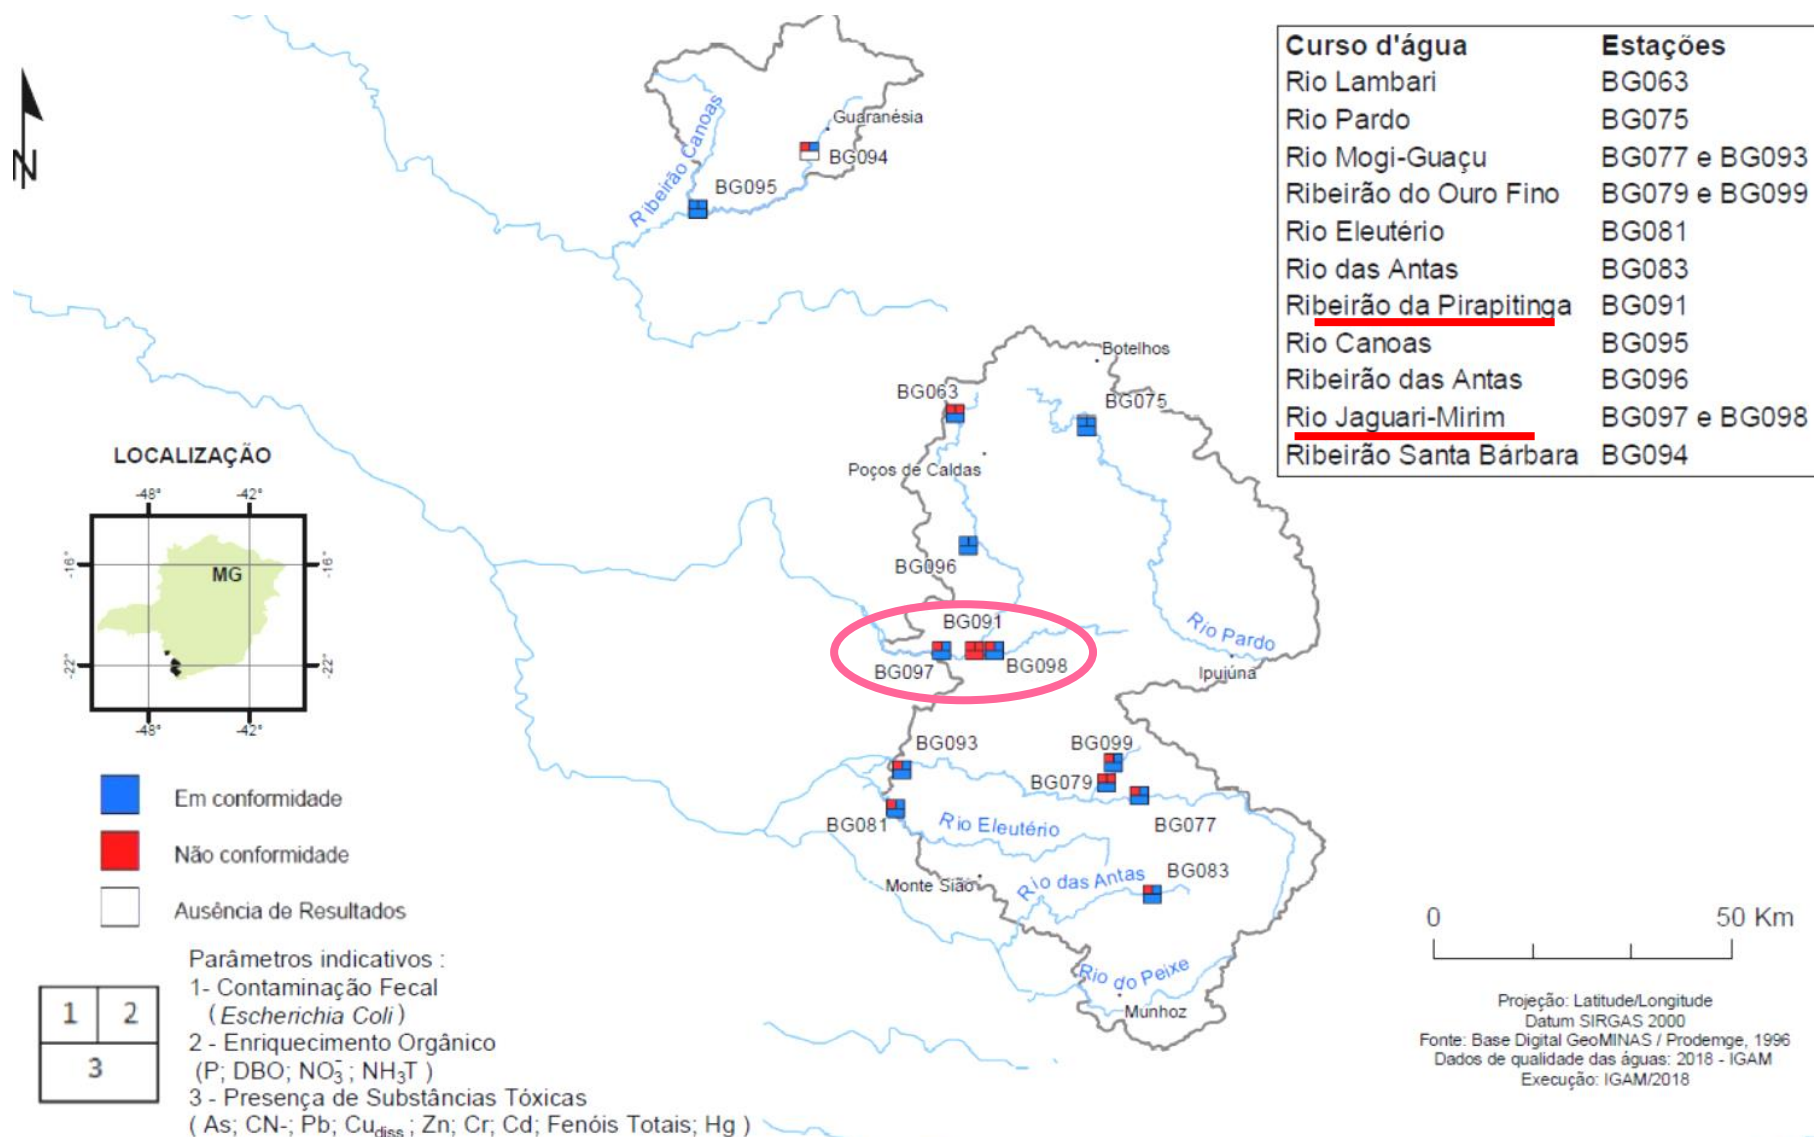 Curso d'água Estações
Rio Lambari BG063
Rio Pardo BG075
Rio Mogi-Guaçu BG077 e BG093
Ribeirão do Ouro Fino BG079 e BG099
Rio Eleutério BG081
Rio das Antas BG083
Ribeirão da Pirapitinga BG091
Rio Canoas BG095
Ribeirão das Antas BG096
Rio Jaguari-Mirim BG097 e BG098
Ribeirão Santa Bárbara BG094
N
Ribeirão Canoas
Guaranésia
BG094
BG095
Botelhos
BG063
BG075
Poços de Caldas
BG096
BG091
BG097
BG098
Rio Pardo
Ipujúna
BG093
BG099
BG079
BG077
BG081
Rio Eleutério
Rio das Antas
BG083
Monte Sião
Rio do Peixe
Munhoz
LOCALIZAÇÃO
-48° -42°
-16° -16°
MG
-22° -22°
-48° -42°
Em conformidade
Não conformidade
Ausência de Resultados
Parâmetros indicativos :
1- Contaminação Fecal
(Escherichia Coli)
2 - Enriquecimento Orgânico
(P; DBO; NO₃⁻; NH₃T )
3 - Presença de Substâncias Tóxicas
( As; CN-; Pb; Cu diss ; Zn; Cr; Cd; Fenóis Totais; Hg )
1 2
3
0 50 Km
Projeção: Latitude/Longitude
Datum SIRGAS 2000
Fonte: Base Digital GeoMINAS / Prodemge, 1996
Dados de qualidade das águas: 2018 - IGAM
Execução: IGAM/2018